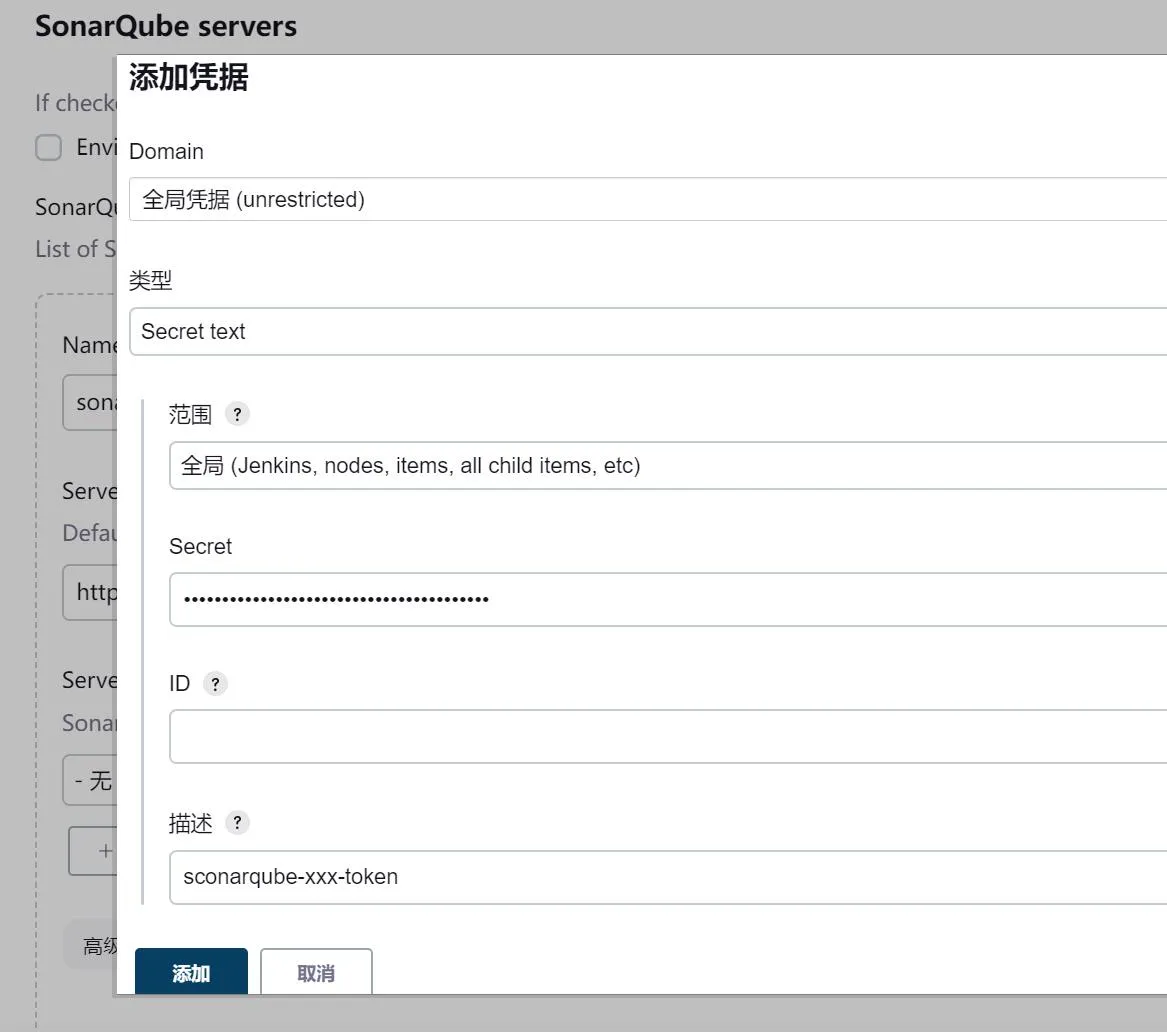 SonarQube servers
添加凭据
If check
Envi
Domain
全局凭据 (unrestricted)
SonarQu
List of S
类型
Secret text
Name
sona
范围 ?
全局 (Jenkins, nodes, items, all child items, etc)
Serve
Defau
Secret
••••••••••••••••••••••••••••••••••••••••
http
Serve
ID ?
Sonar
- 无
描述 ?
+
sconarqube-xxx-token
高级
添加
取消